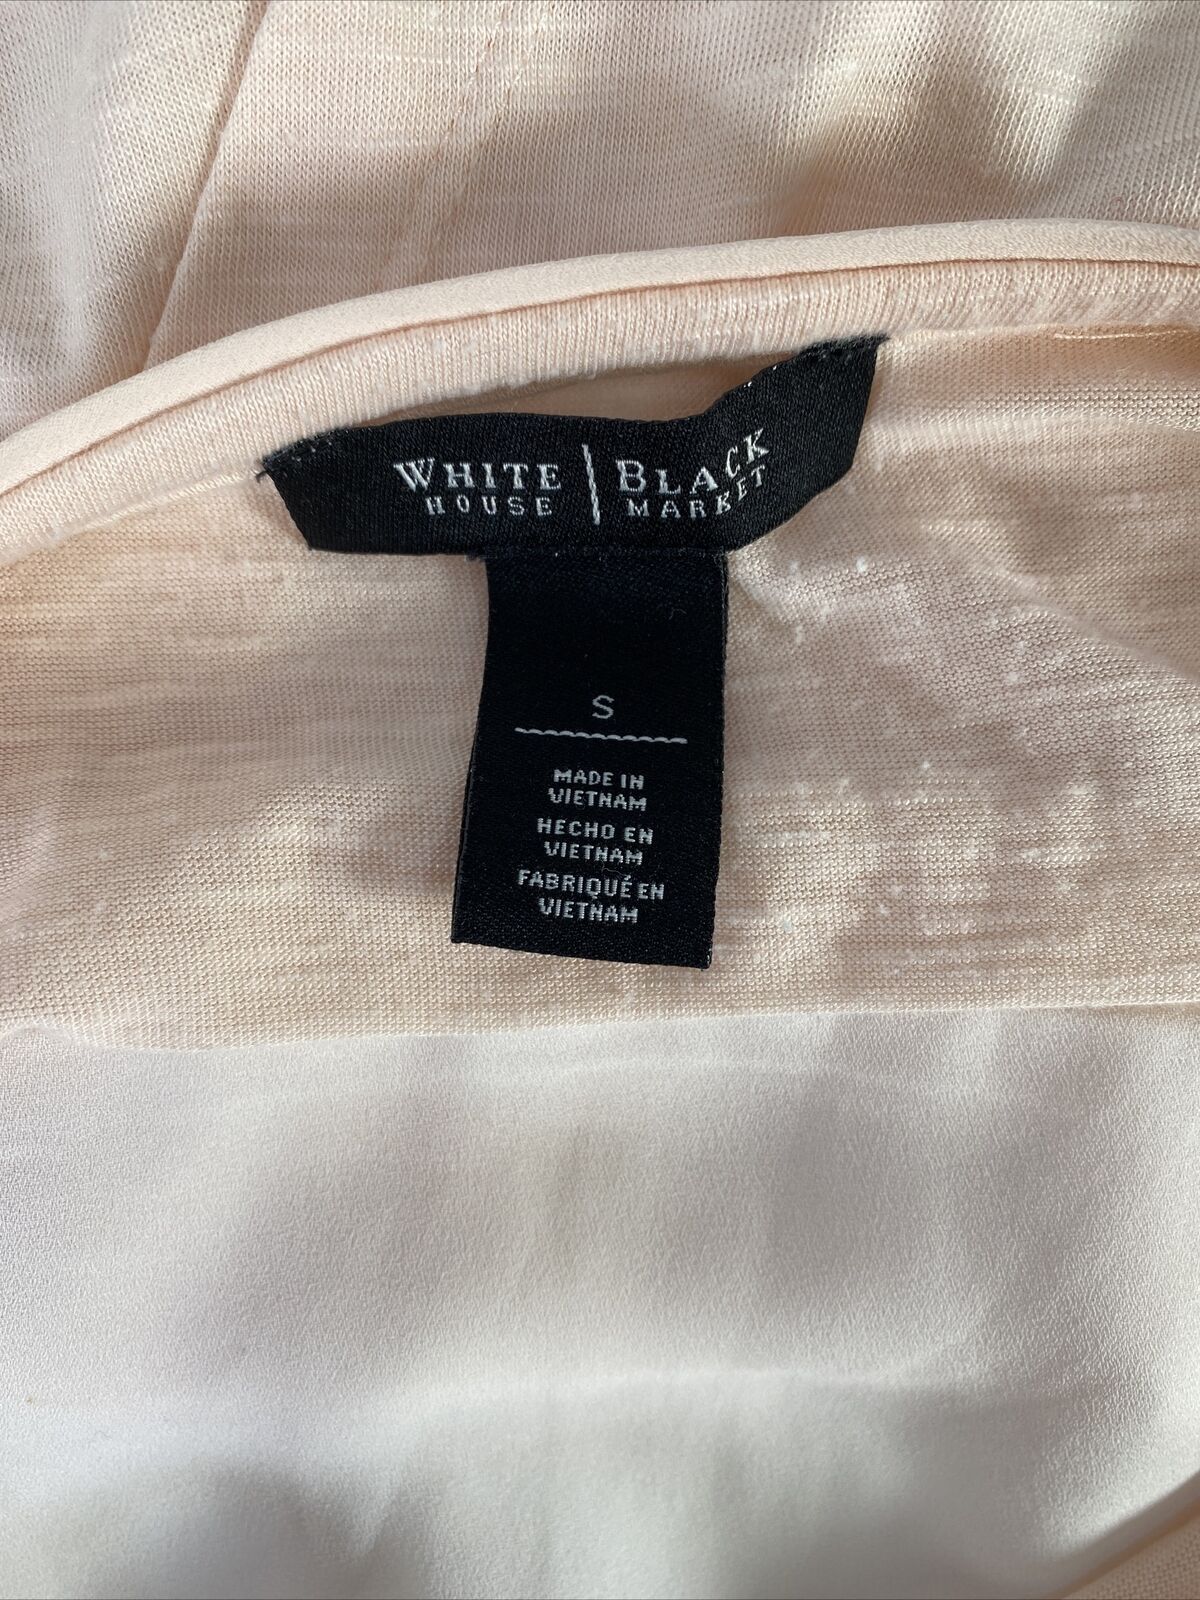 WHITE | BLACK
HOUSE | MARKET
S
MADE IN
VIETNAM
HECHO EN
VIETNAM
FABRIQUÉ EN
VIETNAM